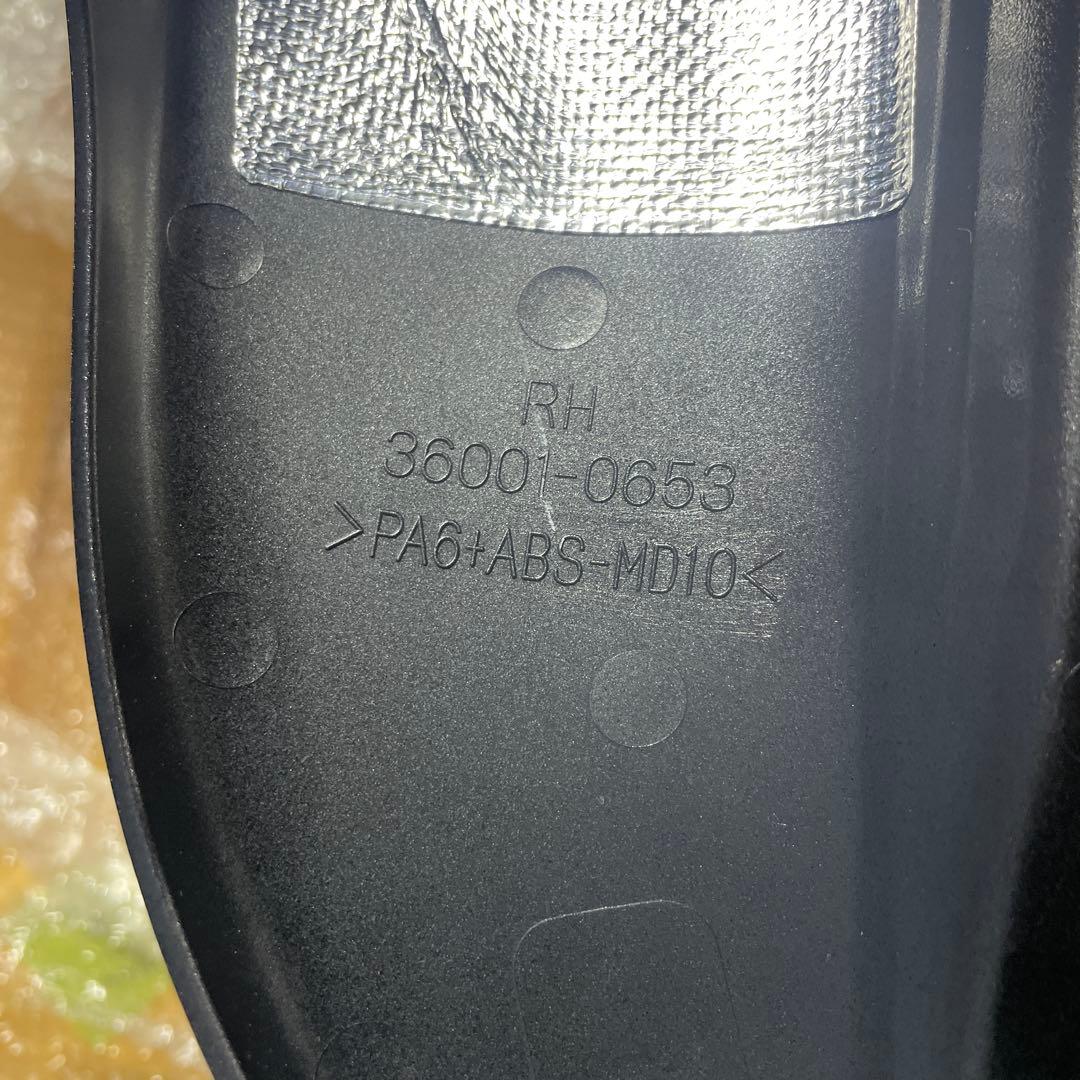 RH
36001-0653
>PA6+ABS-MD10<